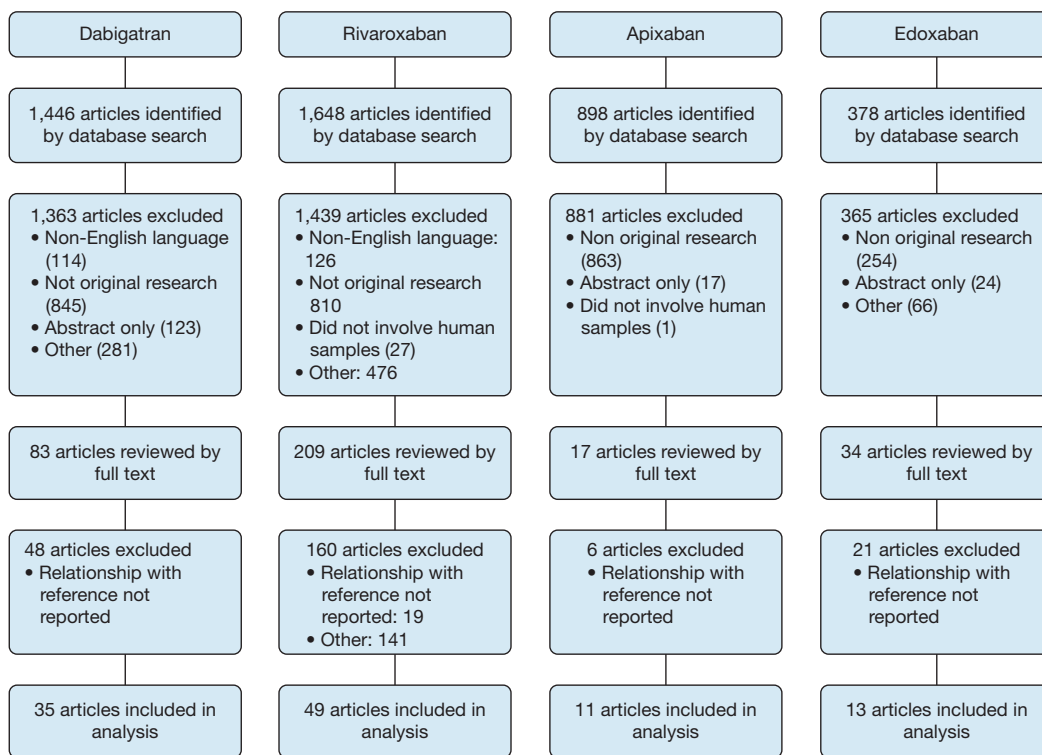 Dabigatran
1,446 articles identified
by database search
1,363 articles excluded
• Non-English language
(114)
• Not original research
(845)
• Abstract only (123)
• Other (281)
83 articles reviewed by
full text
48 articles excluded
• Relationship with
reference not
reported
35 articles included in
analysis
Rivaroxaban
1,648 articles identified
by database search
1,439 articles excluded
• Non-English language:
126
• Not original research
810
• Did not involve human
samples (27)
• Other: 476
209 articles reviewed by
full text
160 articles excluded
• Relationship with
reference not
reported: 19
• Other: 141
49 articles included in
analysis
Apixaban
898 articles identified
by database search
881 articles excluded
• Non original research
(863)
• Abstract only (17)
• Did not involve human
samples (1)
17 articles reviewed by
full text
6 articles excluded
• Relationship with
reference not
reported
11 articles included in
analysis
Edoxaban
378 articles identified
by database search
365 articles excluded
• Non original research
(254)
• Abstract only (24)
• Other (66)
34 articles reviewed by
full text
21 articles excluded
• Relationship with
reference not
reported
13 articles included in
analysis